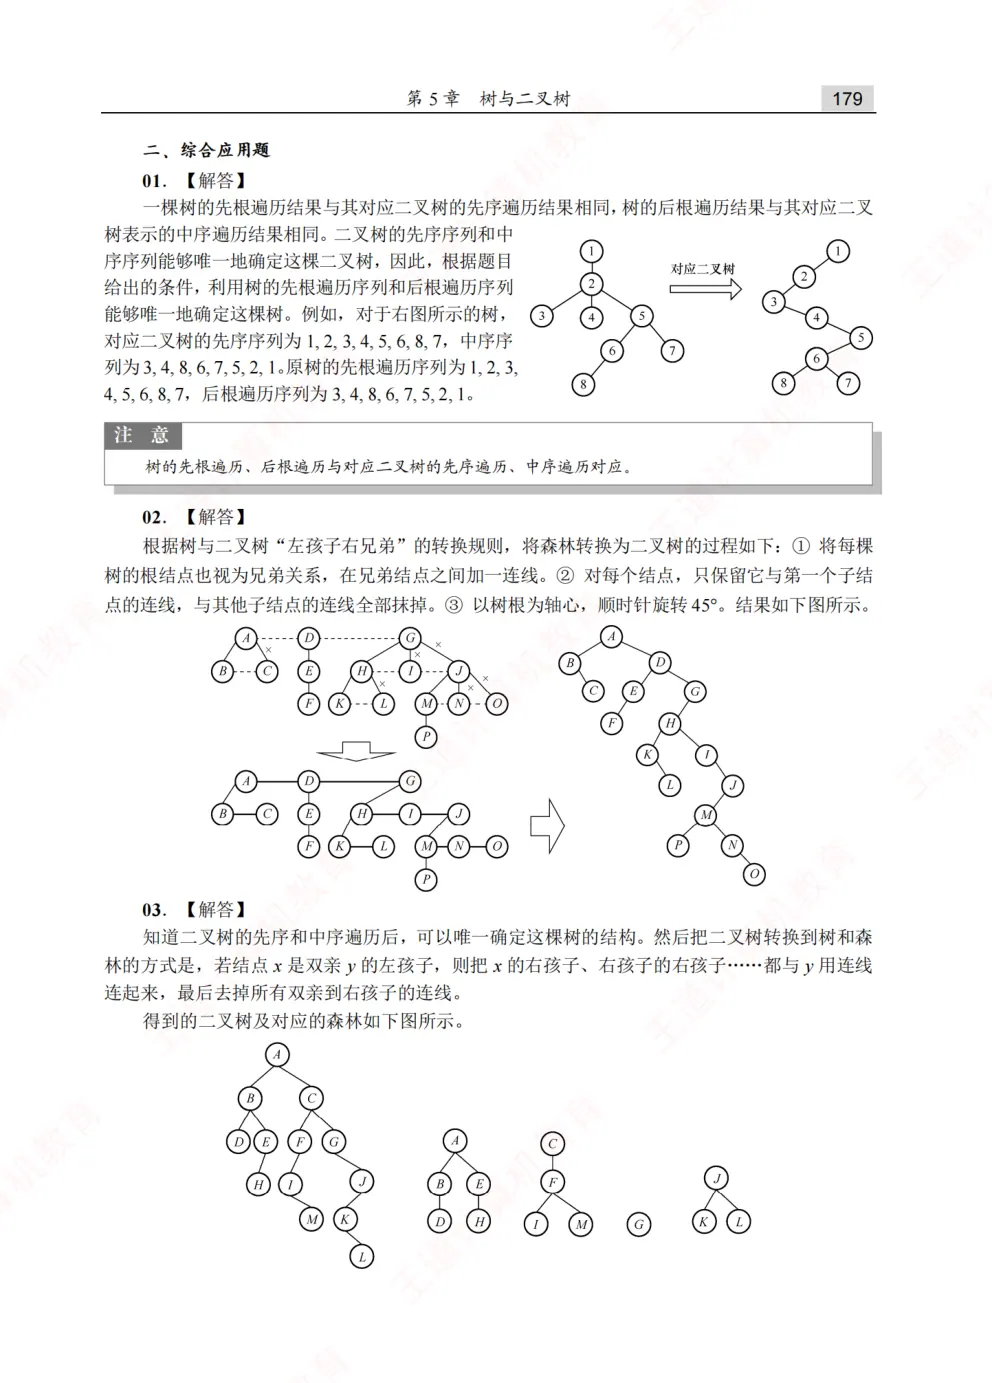 第 5 章 树与二叉树 179
二、综合应用题
01. 【解答】
一棵树的先根遍历结果与其对应二叉树的先序遍历结果相同，树的后根遍历结果与其对应二叉
树表示的中序遍历结果相同。二叉树的先序序列和中
序序列能够唯一地确定这棵二叉树，因此，根据题目
给出的条件，利用树的先根遍历序列和后根遍历序列
能够唯一地确定这棵树。例如，对于右图所示的树，
对应二叉树的先序序列为 1, 2, 3, 4, 5, 6, 8, 7，中序序
列为 3, 4, 8, 6, 7, 5, 2, 1。原树的先根遍历序列为 1, 2, 3,
4, 5, 6, 8, 7，后根遍历序列为 3, 4, 8, 6, 7, 5, 2, 1。
1
2
3 4 5
6 7
8
对应二叉树
1
2
3
4
5
6
8 7
注 意
树的先根遍历、后根遍历与对应二叉树的先序遍历、中序遍历对应。
02. 【解答】
根据树与二叉树“左孩子右兄弟”的转换规则，将森林转换为二叉树的过程如下：① 将每棵
树的根结点也视为兄弟关系，在兄弟结点之间加一连线。② 对每个结点，只保留它与第一个子结
点的连线，与其他子结点的连线全部抹掉。③ 以树根为轴心，顺时针旋转 45°。结果如下图所示。
A D G
× × ×
B C E H I J
× × ×
F K L M N O
P
A D G
B C E H I J
F K L M N O
P
A
B D
C E G
F H
K I
L J
M
P N
O
03. 【解答】
知道二叉树的先序和中序遍历后，可以唯一确定这棵树的结构。然后把二叉树转换到树和森
林的方式是，若结点 x 是双亲 y 的左孩子，则把 x 的右孩子、右孩子的右孩子……都与 y 用连线
连起来，最后去掉所有双亲到右孩子的连线。
得到的二叉树及对应的森林如下图所示。
A
B C
D E F G
H I J
M K
L
A
B E
D H
C
F
I M
G
J
K L
王道计算机教育